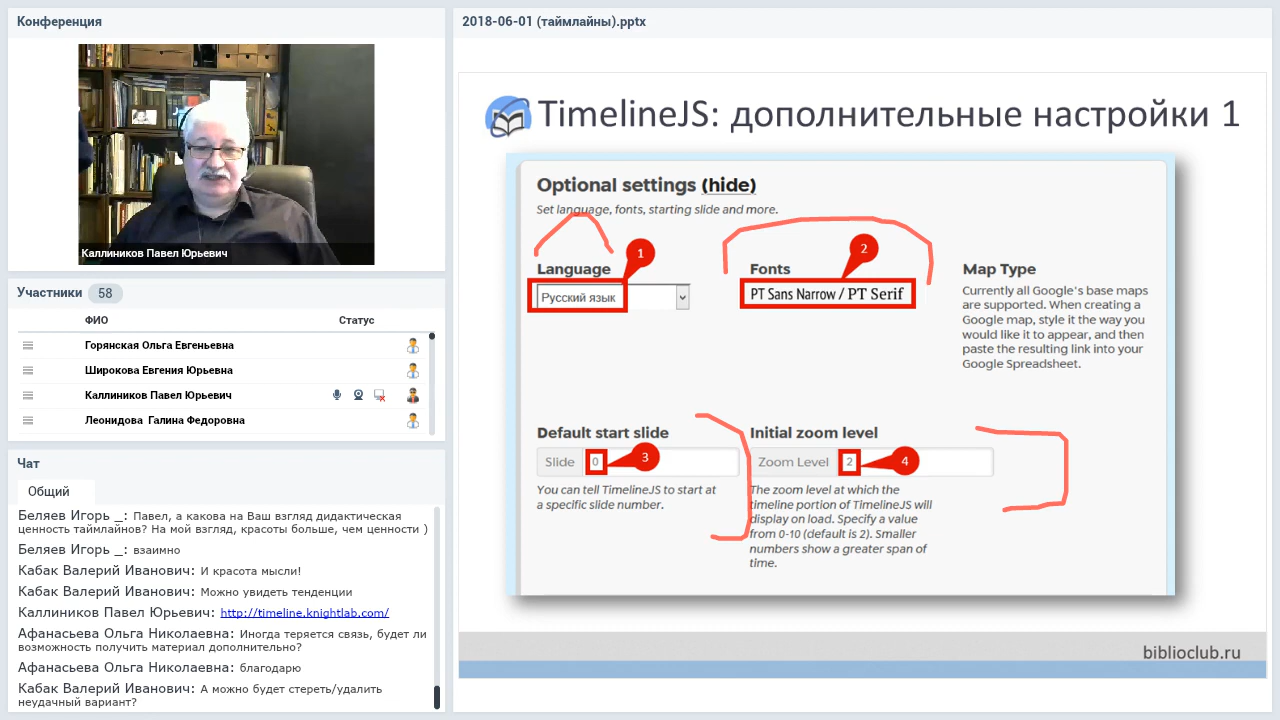 Конференция
Каллиников Павел Юрьевич
Участники 58
ФИО Статус
Горянская Ольга Евгеньевна
Широкова Евгения Юрьевна
Каллиников Павел Юрьевич
Леонидова Галина Федоровна
Чат
Общий
Беляев Игорь _: Павел, а какова на Ваш взгляд дидактическая
ценность таймлайнов? На мой взгляд, красоты больше, чем ценности )
Беляев Игорь _: взаимно
Кабак Валерий Иванович: И красота мысли!
Кабак Валерий Иванович: Можно увидеть тенденции
Каллиников Павел Юрьевич: http://timeline.knightlab.com/
Афанасьева Ольга Николаевна: Иногда теряется связь, будет ли
возможность получить материал дополнительно?
Афанасьева Ольга Николаевна: благодарю
Кабак Валерий Иванович: А можно будет стереть/удалить
неудачный вариант?
2018-06-01 (таймлайны).pptx
TimelineJS: дополнительные настройки 1
Optional settings (hide)
Set language, fonts, starting slide and more.
1
2
Language
Русский язык
Fonts
PT Sans Narrow / PT Serif
Map Type
Currently all Google's base maps
are supported. When creating a
Google map, style it the way you
would like it to appear, and then
paste the resulting link into your
Google Spreadsheet.
Default start slide
Slide 0
3
You can tell TimelineJS to start at
a specific slide number.
Initial zoom level
Zoom Level 2
4
The zoom level at which the
timeline portion of TimelineJS will
display on load. Specify a value
from 0-10 (default is 2). Smaller
numbers show a greater span of
time.
biblioclub.ru